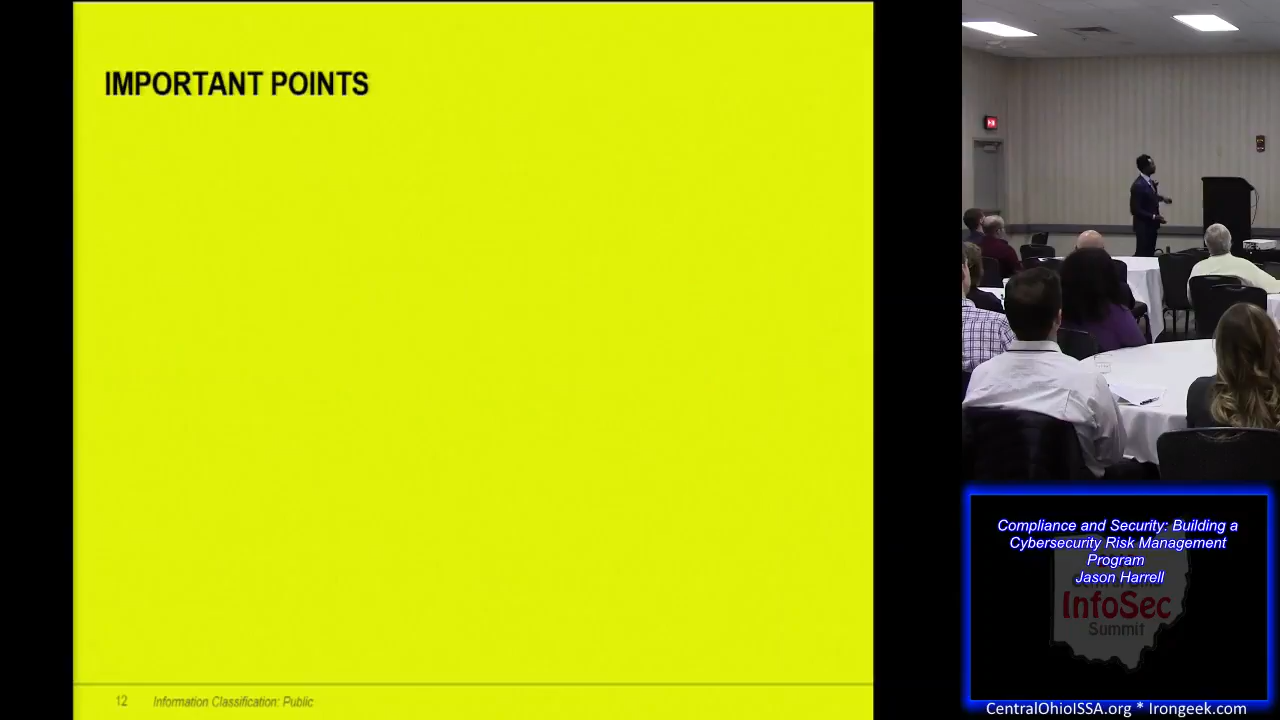 IMPORTANT POINTS
12 Information Classification: Public
Compliance and Security: Building a
Cybersecurity Risk Management
Program
Jason Harrell
InfoSec
Summit
CentralOhioISSA.org * Irongeek.com